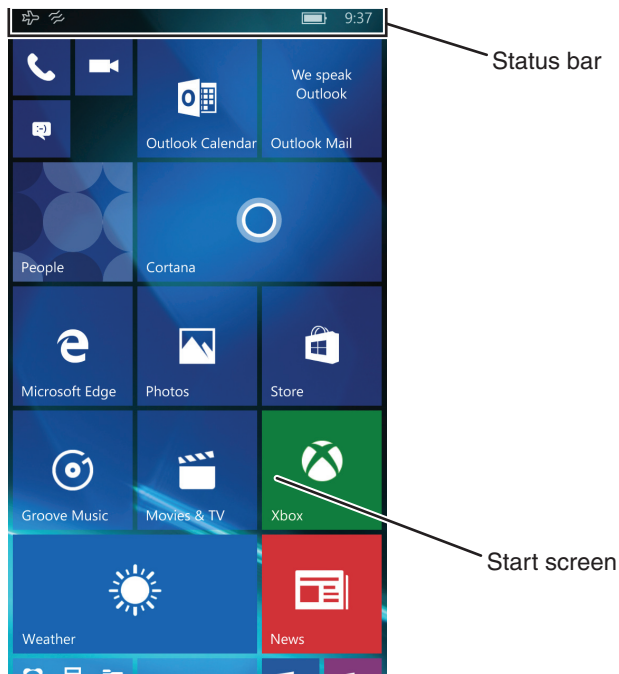 9:37
Status bar
:-)
O
We speak
Outlook
Outlook Calendar
Outlook Mail
People
Cortana
Microsoft Edge
Photos
Store
Groove Music
Movies & TV
Xbox
Start screen
Weather
News